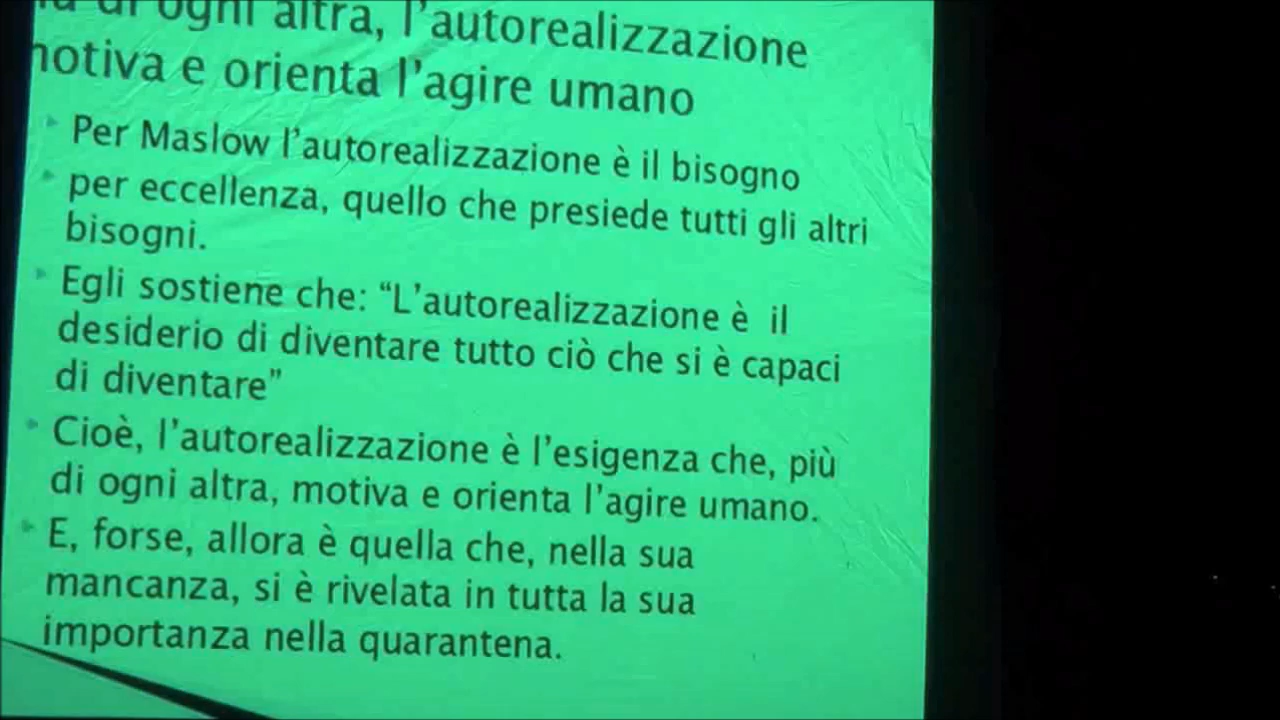 di ogni altra, l'autorealizzazione
motiva e orienta l'agire umano
Per Maslow l'autorealizzazione è il bisogno
per eccellenza, quello che presiede tutti gli altri
bisogni.
Egli sostiene che: “L'autorealizzazione è il
desiderio di diventare tutto ciò che si è capaci
di diventare”
Cioè, l'autorealizzazione è l'esigenza che, più
di ogni altra, motiva e orienta l'agire umano.
E, forse, allora è quella che, nella sua
mancanza, si è rivelata in tutta la sua
importanza nella quarantena.